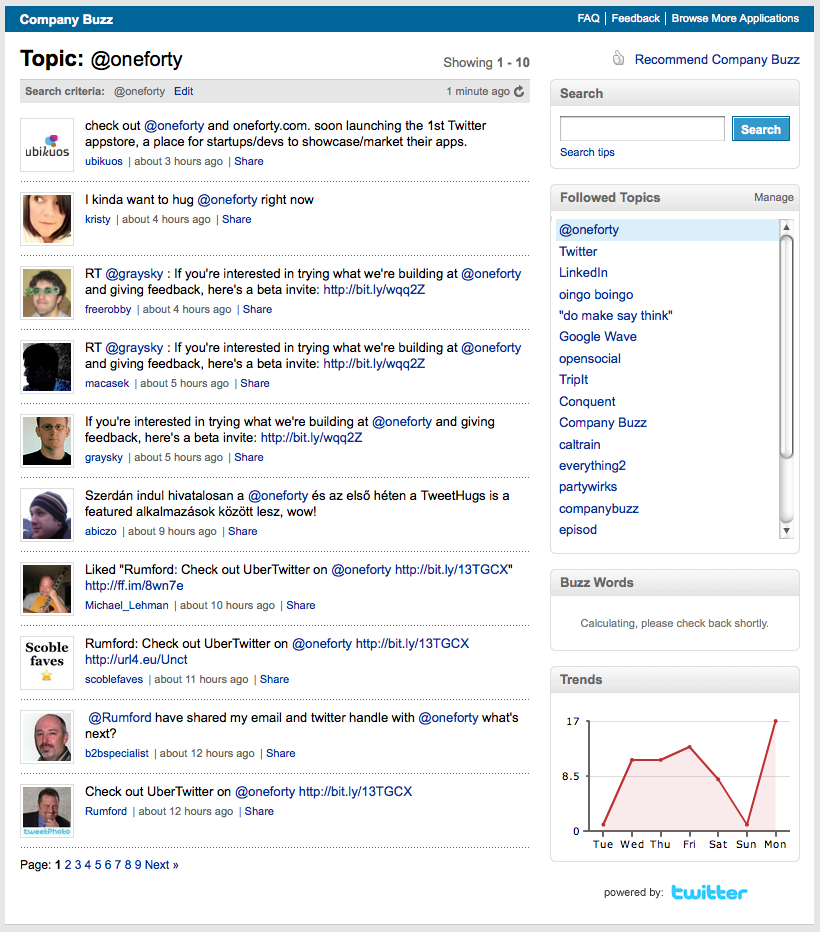 Company Buzz
FAQ | Feedback | Browse More Applications
Topic: @oneforty
Showing 1 - 10
Search criteria: @oneforty Edit
1 minute ago
ubikuos
check out @oneforty and oneforty.com. soon launching the 1st Twitter
appstore, a place for startups/devs to showcase/market their apps.
ubikuos | about 3 hours ago | Share
I kinda want to hug @oneforty right now
kristy | about 4 hours ago | Share
RT @graysky : If you're interested in trying what we're building at @oneforty
and giving feedback, here's a beta invite: http://bit.ly/wqq2Z
freerobby | about 4 hours ago | Share
RT @graysky : If you're interested in trying what we're building at @oneforty
and giving feedback, here's a beta invite: http://bit.ly/wqq2Z
macasek | about 5 hours ago | Share
If you're interested in trying what we're building at @oneforty and giving
feedback, here's a beta invite: http://bit.ly/wqq2Z
graysky | about 5 hours ago | Share
Szerdán indul hivatalosan a @oneforty és az első héten a TweetHugs is a
featured alkalmazások között lesz, wow!
abiczo | about 9 hours ago | Share
Liked "Rumford: Check out UberTwitter on @oneforty http://bit.ly/13TGCX"
http://ff.im/8wn7e
Michael_Lehman | about 10 hours ago | Share
Scoble
faves
Rumford: Check out UberTwitter on @oneforty http://bit.ly/13TGCX
http://url4.eu/Unct
scoblefaves | about 11 hours ago | Share
@Rumford have shared my email and twitter handle with @oneforty what's
next?
b2bspecialist | about 12 hours ago | Share
tweetPhoto
Check out UberTwitter on @oneforty http://bit.ly/13TGCX
Rumford | about 12 hours ago | Share
Page: 1 2 3 4 5 6 7 8 9 Next »
Recommend Company Buzz
Search
Search
Search tips
Followed Topics
Manage
@oneforty
Twitter
LinkedIn
oingo boingo
"do make say think"
Google Wave
opensocial
TripIt
Conquent
Company Buzz
caltrain
everything2
partywirks
companybuzz
episod
Buzz Words
Calculating, please check back shortly.
Trends
17
8.5
0
Tue Wed Thu Fri Sat Sun Mon
powered by: twitter